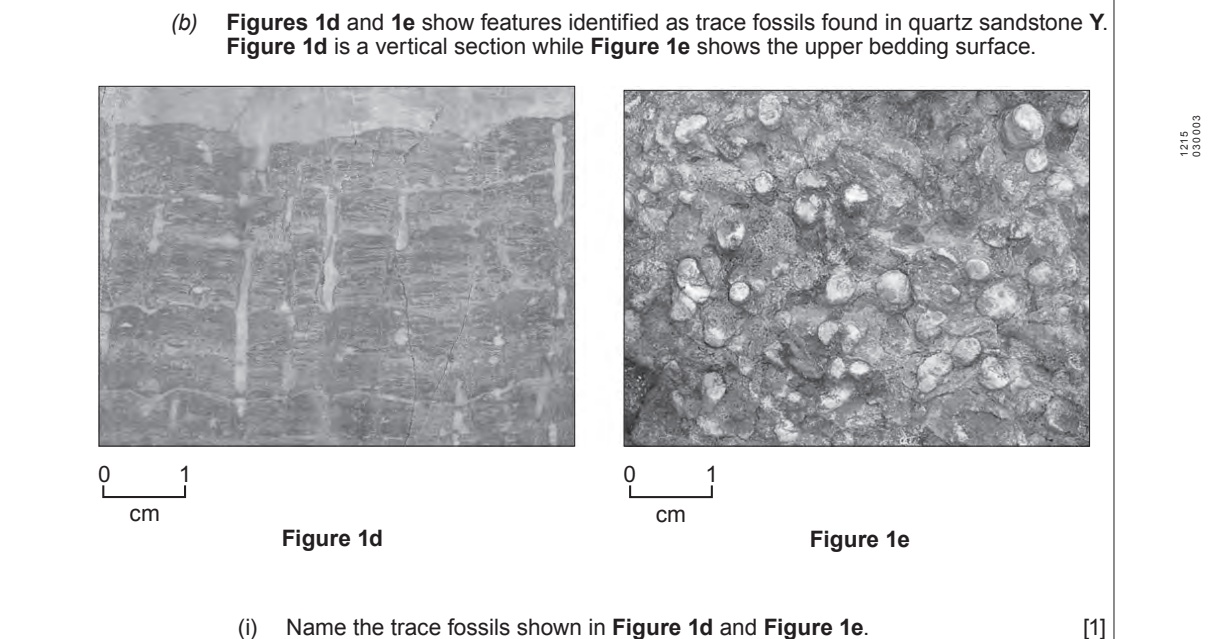 (b) Figures 1d and 1e show features identified as trace fossils found in quartz sandstone Y.
Figure 1d is a vertical section while Figure 1e shows the upper bedding surface.
1215
030003
0 1
cm
Figure 1d
0 1
cm
Figure 1e
(i) Name the trace fossils shown in Figure 1d and Figure 1e. [1]